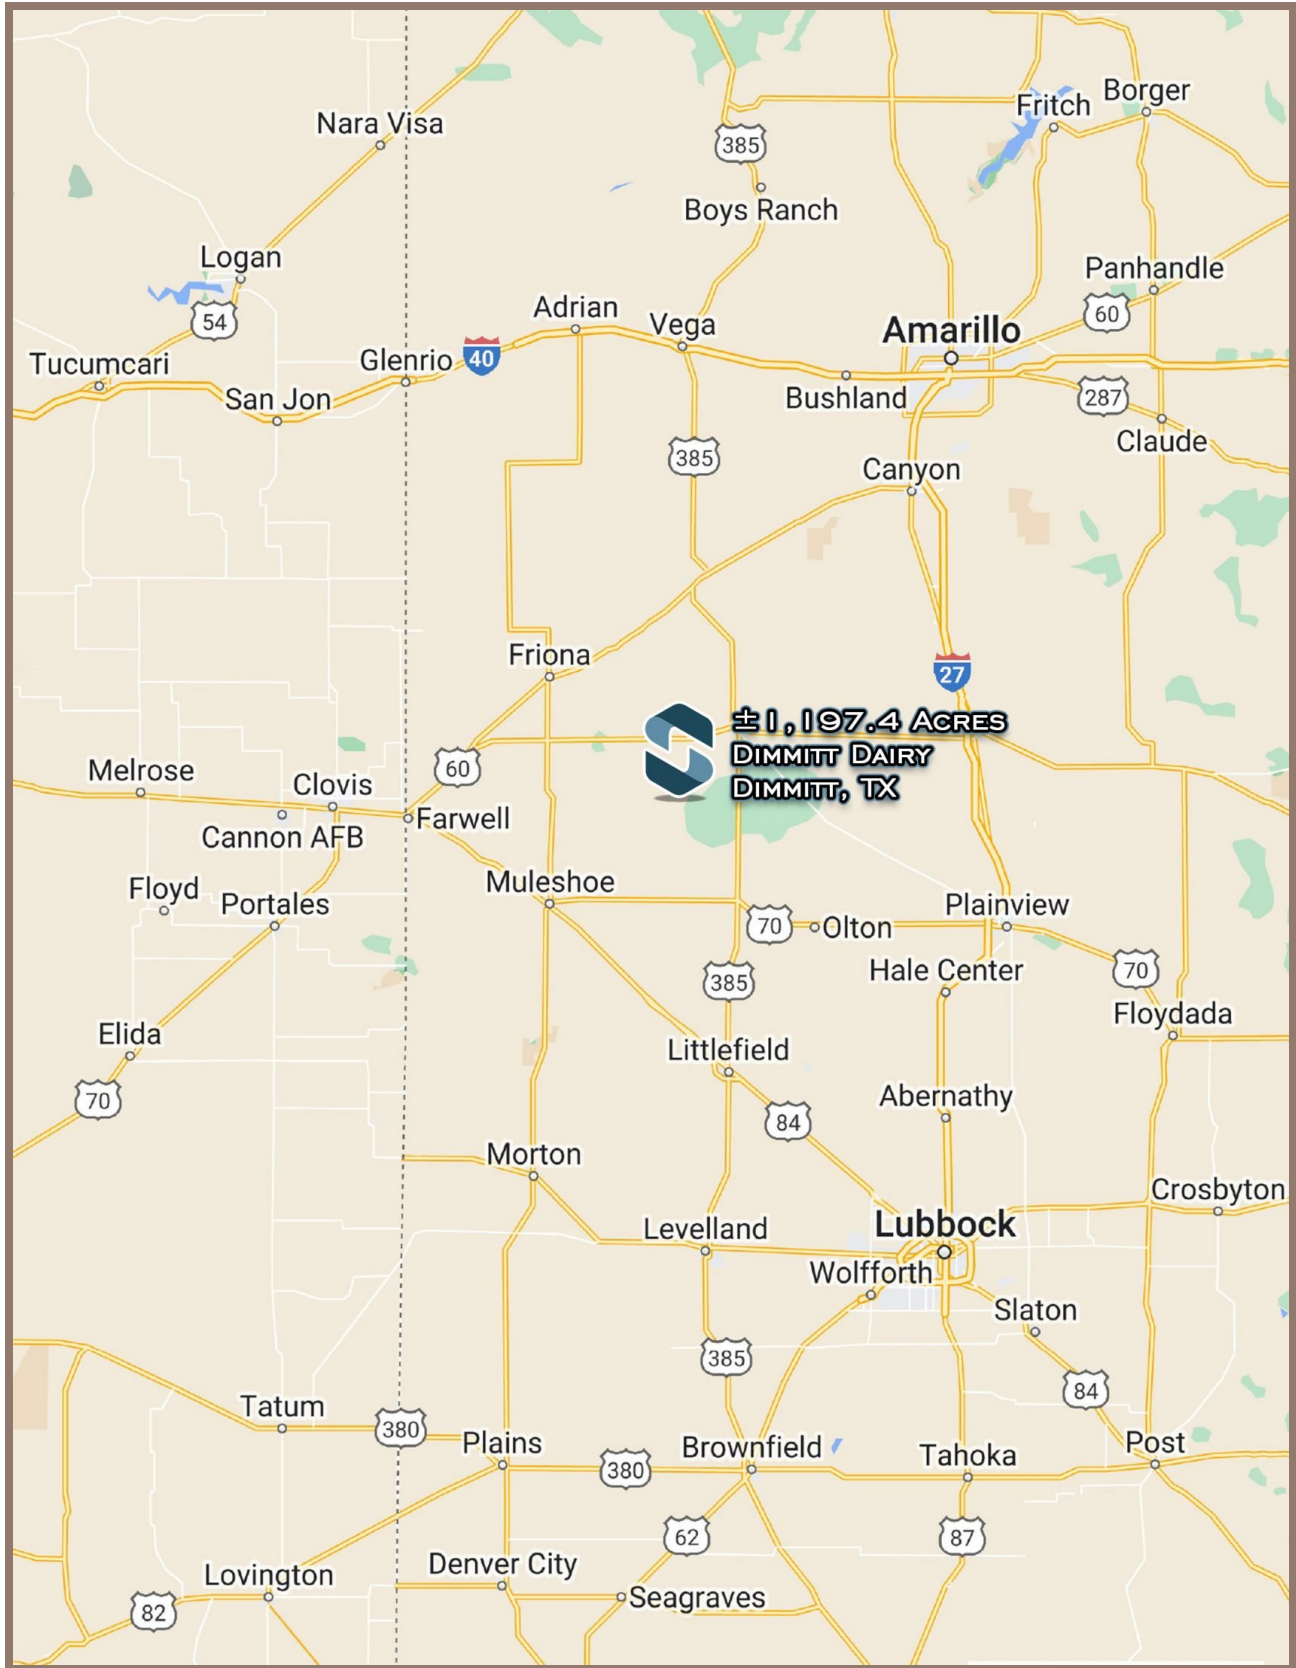 Fritch
Borger
Nara Visa
385
Boys Ranch
Logan
Panhandle
54
Adrian
Vega
Amarillo
60
Tucumcari
Glenrio
40
San Jon
Bushland
287
Claude
385
Canyon
Friona
27
±1,197.4 Acres
Dimmitt Dairy
Dimmitt, TX
Melrose
60
Clovis
Farwell
Cannon AFB
Muleshoe
Floyd
Portales
Plainview
70
Olton
Hale Center
70
385
Floydada
Elida
Littlefield
70
Abernathy
84
Morton
Crosbyton
Levelland
Lubbock
Wolfforth
Slaton
385
84
Tatum
380
Plains
Brownfield
Tahoka
Post
380
62
87
Denver City
Lovington
Seagraves
82